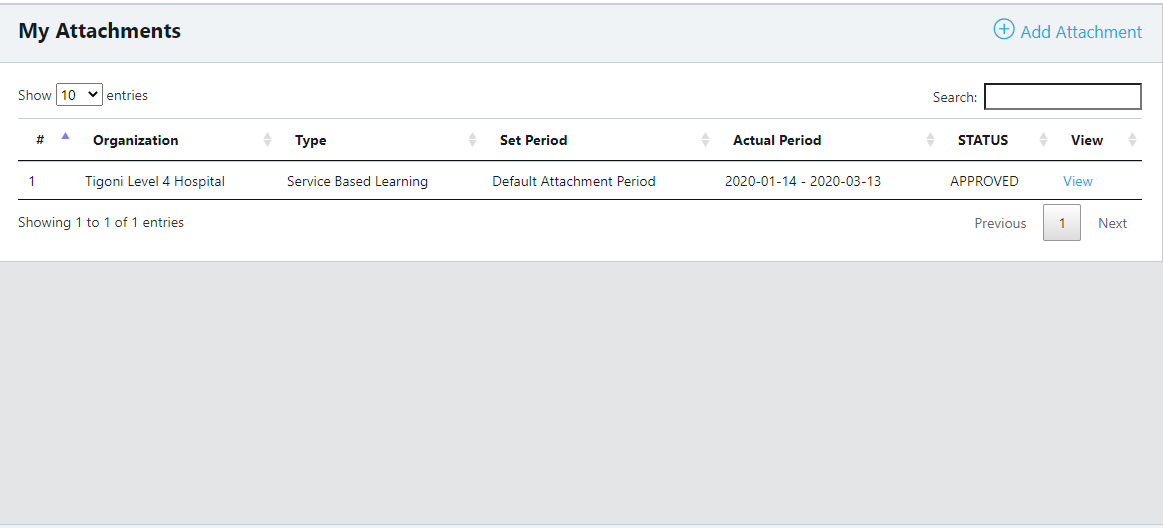 My Attachments
Add Attachment
Show 10 entries
Search:
# Organization Type Set Period Actual Period STATUS View
1 Tigoni Level 4 Hospital Service Based Learning Default Attachment Period 2020-01-14 - 2020-03-13 APPROVED View
Showing 1 to 1 of 1 entries
Previous 1 Next